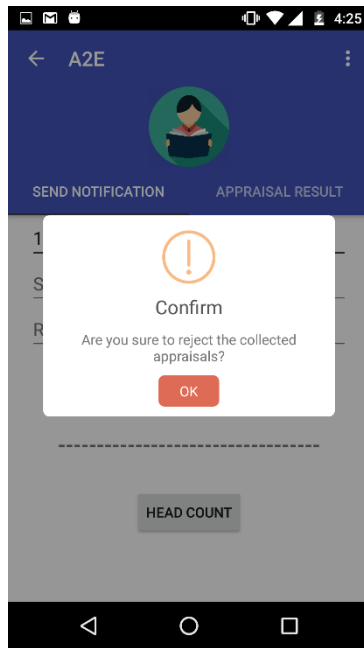 4:25
A2E
SEND NOTIFICATION
APPRAISAL RESULT
1
S
R
Confirm
Are you sure to reject the collected
appraisals?
OK
---------------------------------
HEAD COUNT